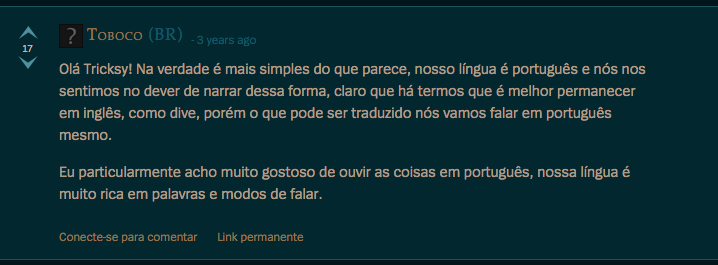 Toboco (BR) - 3 years ago
17
Olá Tricksy! Na verdade é mais simples do que parece, nosso língua é português e nós nos
sentimos no dever de narrar dessa forma, claro que há termos que é melhor permanecer
em inglês, como dive, porém o que pode ser traduzido nós vamos falar em português
mesmo.
Eu particularmente acho muito gostoso de ouvir as coisas em português, nossa língua é
muito rica em palavras e modos de falar.
Conecte-se para comentar Link permanente